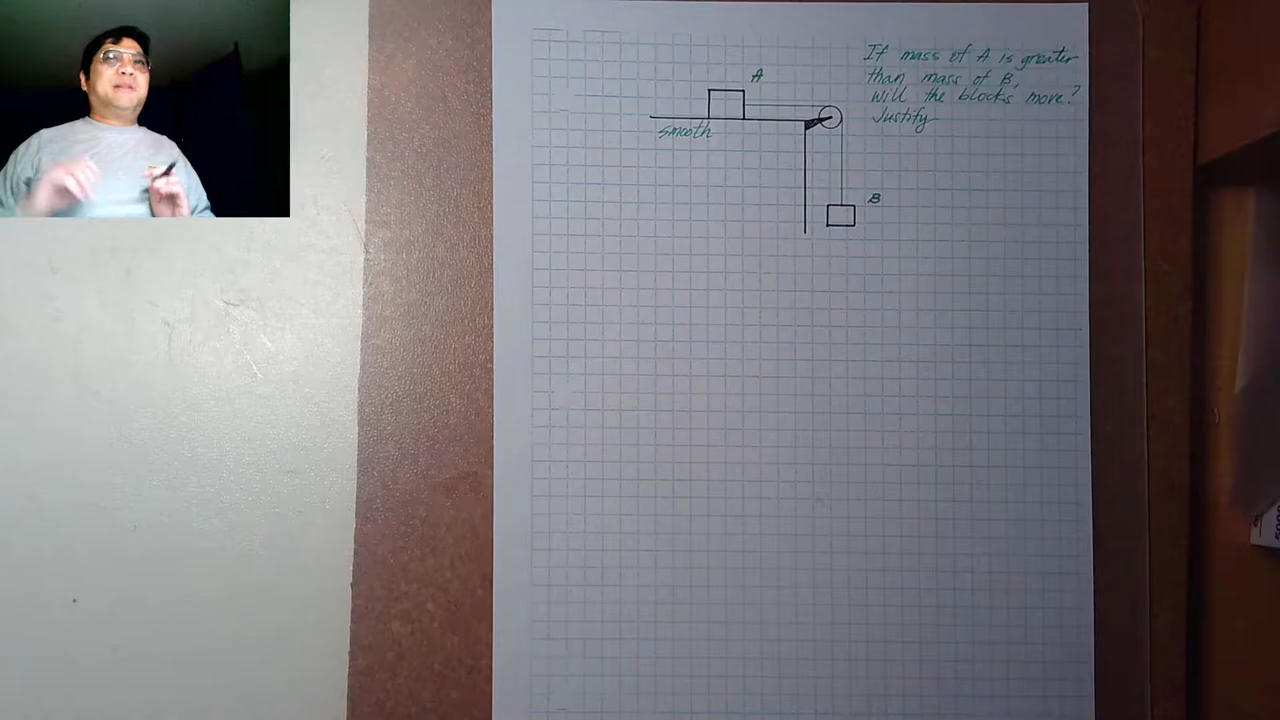 If mass of A is greater
than mass of B,
will the blocks move?
Justify
A
smooth
B